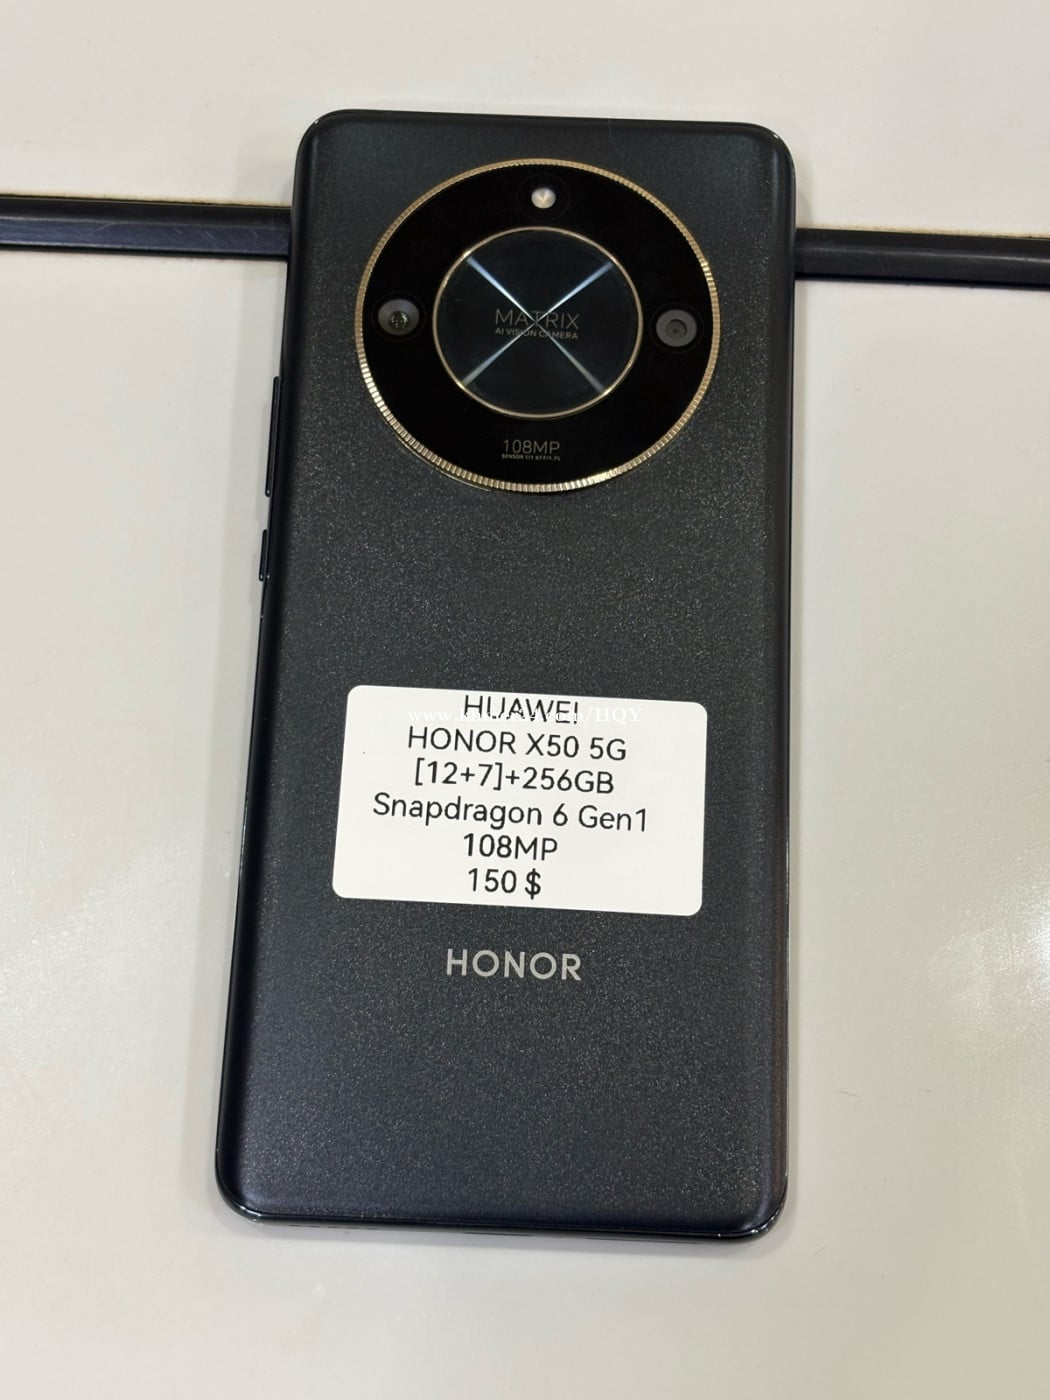 MATRIX
AI VISION CAMERA
108MP
HUAWEI
HONOR X50 5G
[12+7]+256GB
Snapdragon 6 Gen1
108MP
150 $
HONOR